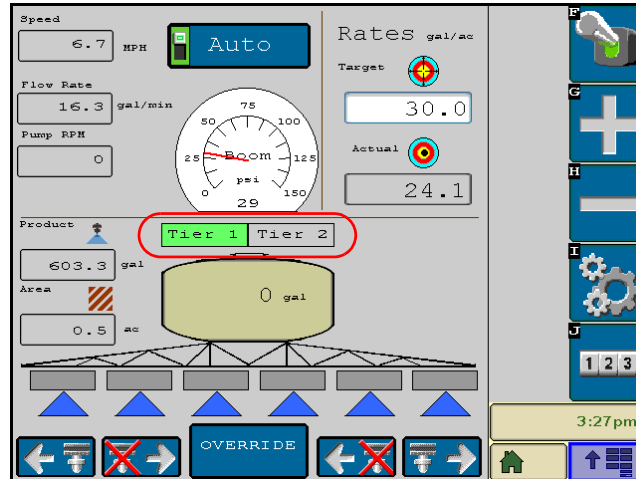 Speed
6.7 MPH
Auto
Rates gal/ac
Target
30.0
Flow Rate
16.3 gal/min
Pump RPM
0
75
50 100
25 Boom 125
psi
0 150
29
Actual
24.1
Product
Tier 1 Tier 2
603.3 gal
0 gal
Area
0.5 ac
OVERRIDE
F
G
H
I
J
1 2 3
3:27pm